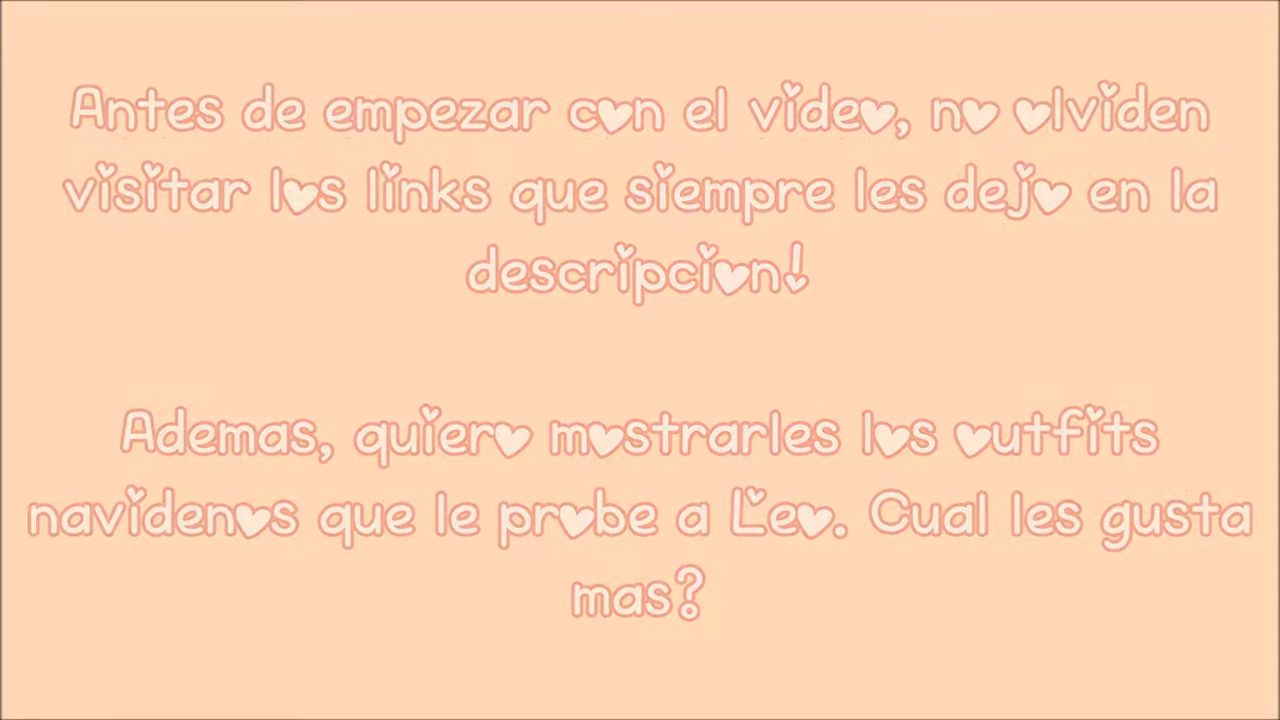 Antes de empezar con el video, no olviden
visitar los links que siempre les dejo en la
descripcion!
Ademas, quiero mostrarles los outfits
navidenos que le probe a Leo. Cual les gusta
mas?